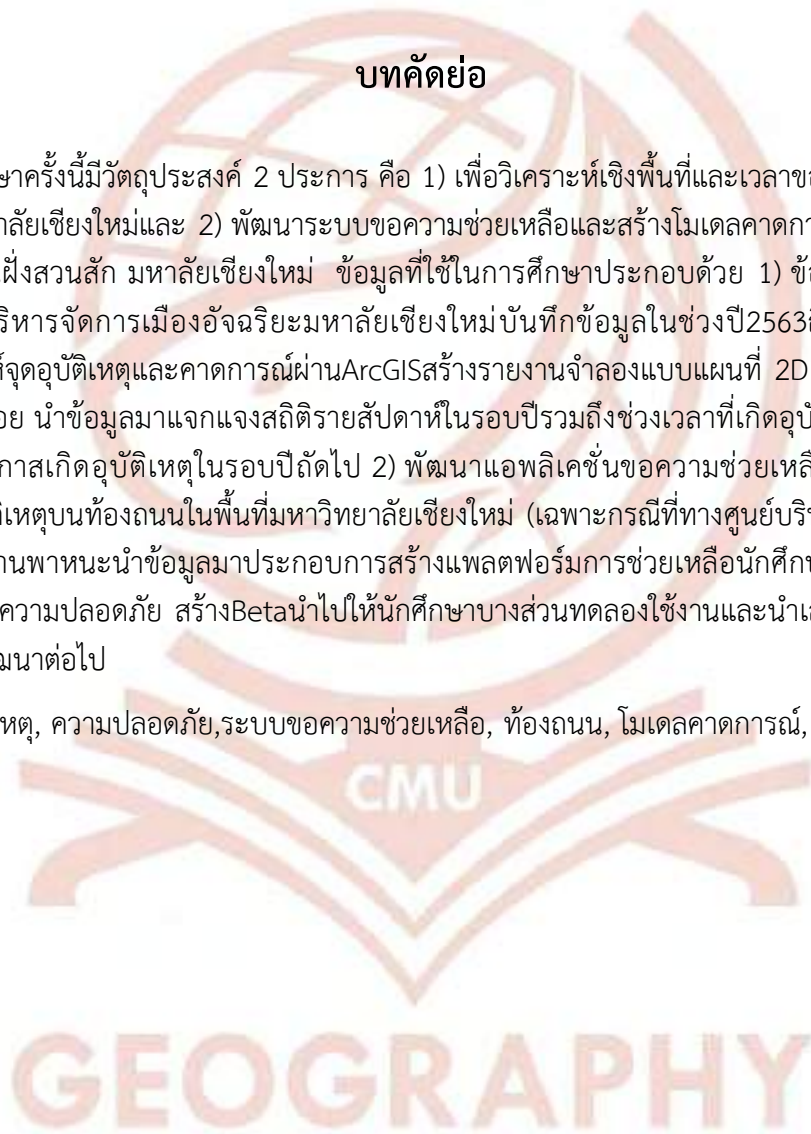 บทคัดย่อ
ษาครั้งนี้มีวัตถุประสงค์ 2 ประการ คือ 1) เพื่อวิเคราะห์เชิงพื้นที่และเวลาขอ
าลัยเชียงใหม่และ 2) พัฒนาระบบขอความช่วยเหลือและสร้างโมเดลคาดกา
ฝั่งสวนสัก มหาลัยเชียงใหม่ ข้อมูลที่ใช้ในการศึกษาประกอบด้วย 1) ข้อ
ริหารจัดการเมืองอัจฉริยะมหาลัยเชียงใหม่บันทึกข้อมูลในช่วงปี2563ถึ
ห์จุดอุบัติเหตุและคาดการณ์ผ่านArcGISสร้างรายงานจำลองแบบแผนที่ 2D
อย นำข้อมูลมาแจกแจงสถิติรายสัปดาห์ในรอบปีรวมถึงช่วงเวลาที่เกิดอุบั
กาสเกิดอุบัติเหตุในรอบปีถัดไป 2) พัฒนาแอพลิเคชั่นขอความช่วยเหลื
ติเหตุบนท้องถนนในพื้นที่มหาวิทยาลัยเชียงใหม่ (เฉพาะกรณีที่ทางศูนย์บริห
านพาหนะนำข้อมูลมาประกอบการสร้างแพลตฟอร์มการช่วยเหลือนักศึกษ
ความปลอดภัย สร้างBetaนำไปให้นักศึกษาบางส่วนทดลองใช้งานและนำเส
ฒนาต่อไป
เหตุ, ความปลอดภัย,ระบบขอความช่วยเหลือ, ท้องถนน, โมเดลคาดการณ์,
CMU
GEOGRAPHY